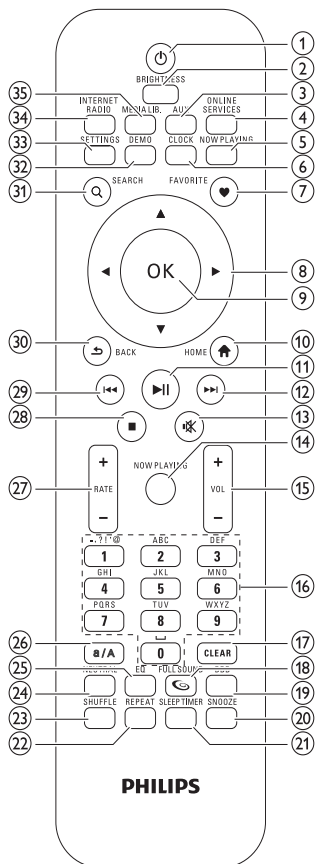 1
BRIGHTNESS 2
35 INTERNET RADIO MEDIA LIB. AUX ONLINE SERVICES 3
34 4
33 SETTINGS DEMO CLOCK NOW PLAYING 5
32 6
31 SEARCH FAVORITE 7
8
OK
9
30 BACK HOME 10
11
29 12
28 13
NOW PLAYING 14
27 + RATE − + VOL − 15
-.?!'@ ABC DEF
1 2 3
GHI JKL MNO
4 5 6 16
PQRS TUV WXYZ
7 8 9
26 a/A 0 CLEAR 17
25 NEUTRAL EQ FULL SOUND DBB 18
24 19
23 SHUFFLE REPEAT SLEEP TIMER SNOOZE 20
22 21
PHILIPS